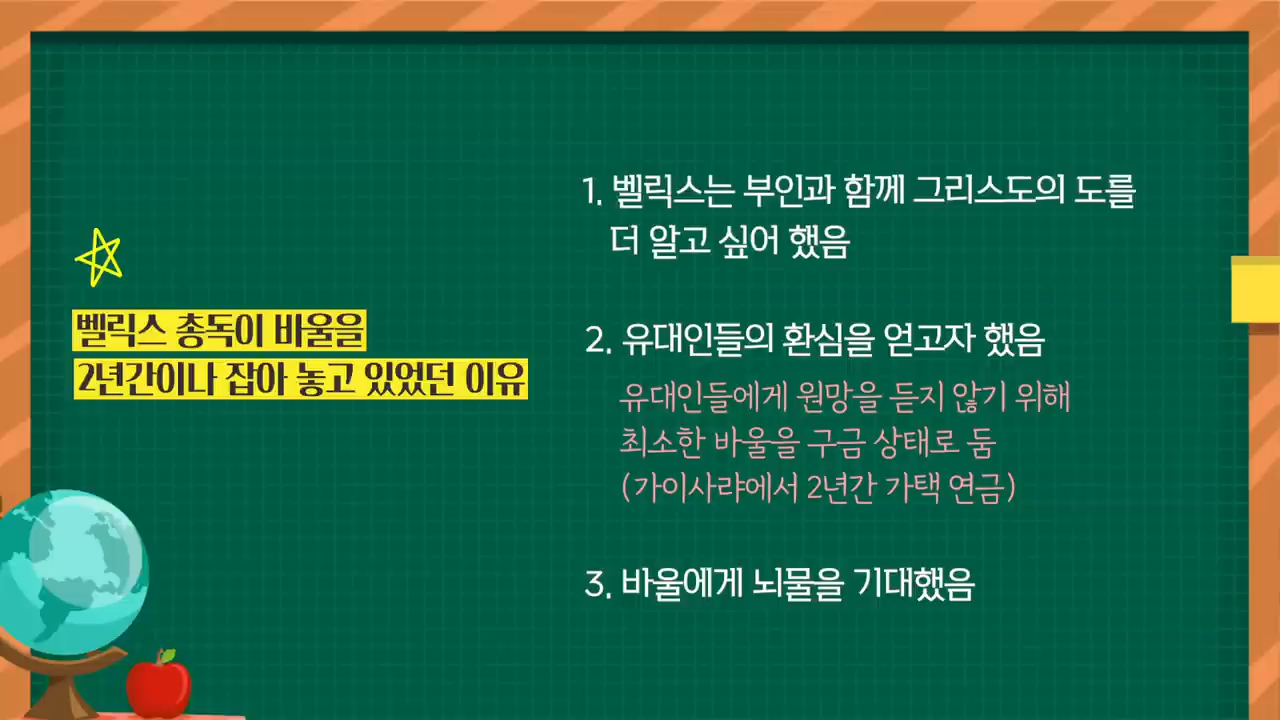 벨릭스 총독이 바울을
2년간이나 잡아 놓고 있었던 이유
1. 벨릭스는 부인과 함께 그리스도의 도를
더 알고 싶어 했음
2. 유대인들의 환심을 얻고자 했음
유대인들에게 원망을 듣지 않기 위해
최소한 바울을 구금 상태로 둠
(가이사랴에서 2년간 가택 연금)
3. 바울에게 뇌물을 기대했음